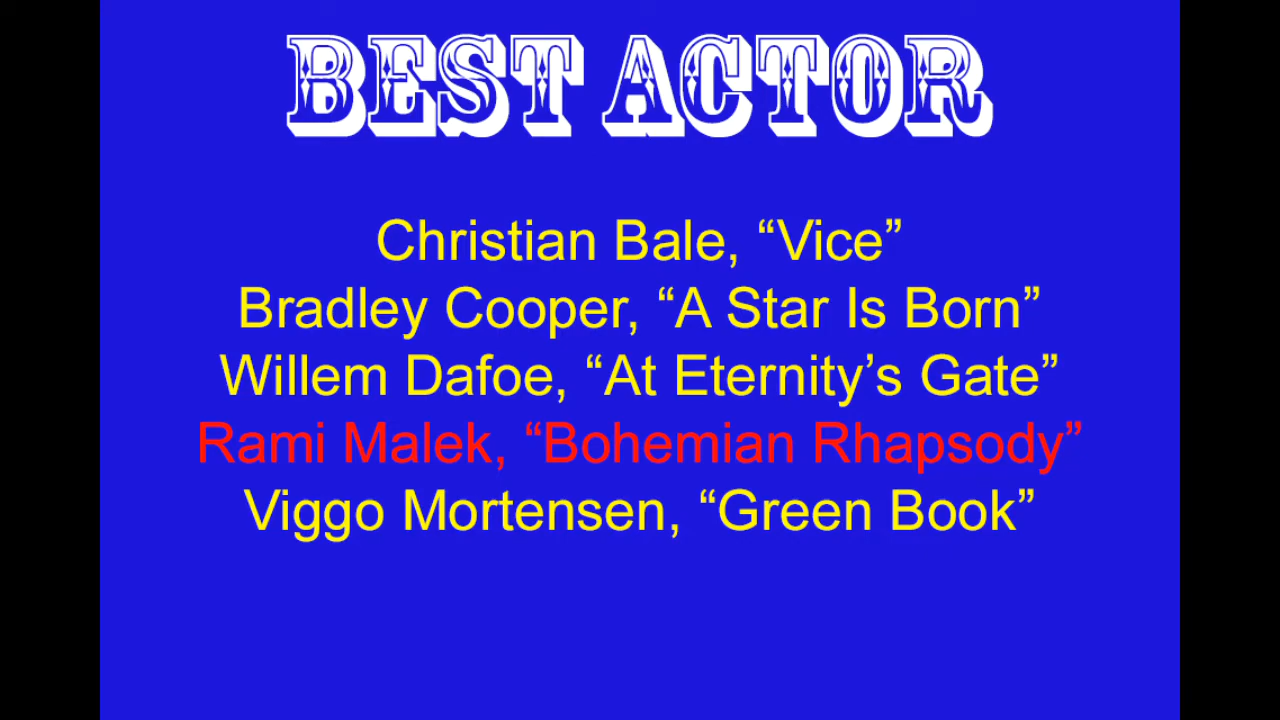 BEST ACTOR
Christian Bale, “Vice”
Bradley Cooper, “A Star Is Born”
Willem Dafoe, “At Eternity’s Gate”
Rami Malek, “Bohemian Rhapsody”
Viggo Mortensen, “Green Book”